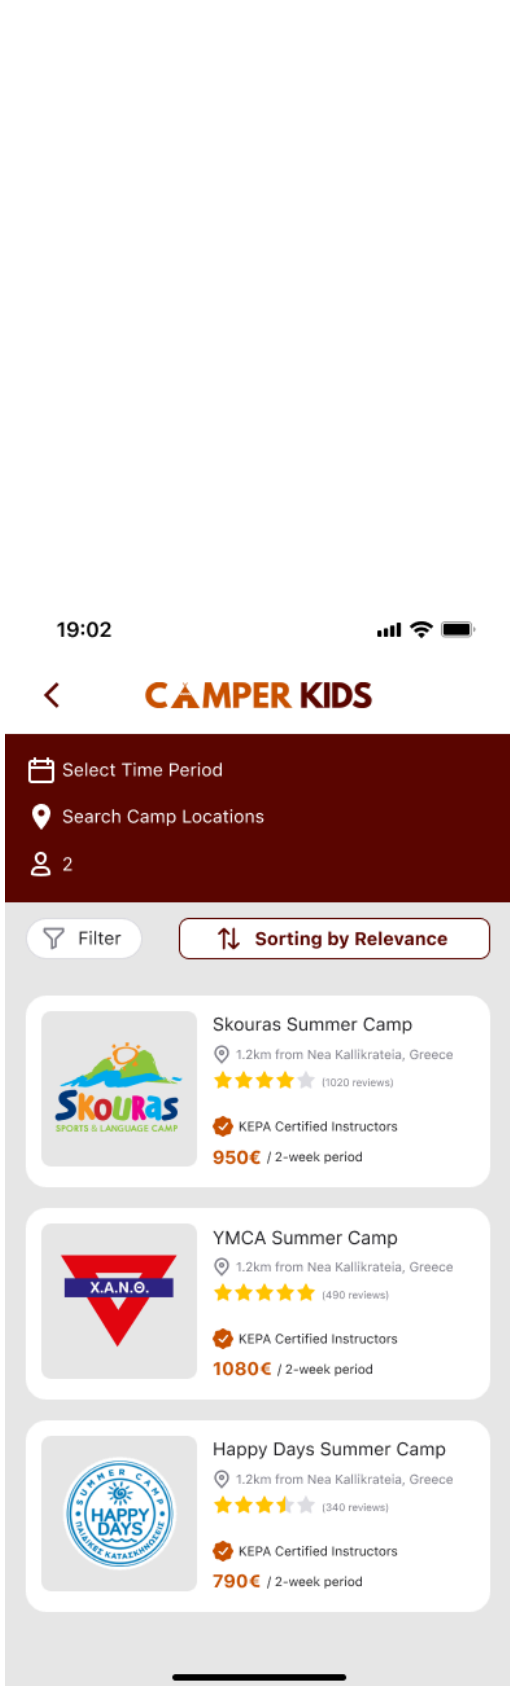 19:02
CAMPER KIDS
Select Time Period
Search Camp Locations
2
Filter
Sorting by Relevance
Skouras Summer Camp
1.2km from Nea Kallikrateia, Greece
(1020 reviews)
SKOURAS
SPORTS & LANGUAGE CAMP
KEPA Certified Instructors
950€ / 2-week period
YMCA Summer Camp
1.2km from Nea Kallikrateia, Greece
Χ.Α.Ν.Θ.
(490 reviews)
KEPA Certified Instructors
1080€ / 2-week period
Happy Days Summer Camp
1.2km from Nea Kallikrateia, Greece
SUMMER CAMP
HAPPY
DAYS
ΠΑΙΔΙΚΕΣ ΚΑΤΑΣΚΗΝΩΣΕΙΣ
(340 reviews)
KEPA Certified Instructors
790€ / 2-week period